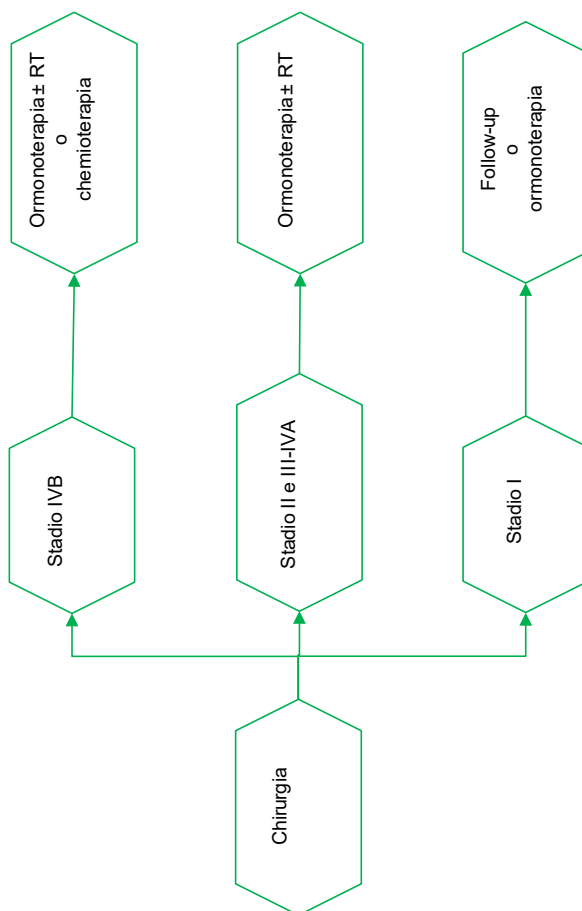 Chirurgia
Stadio I
Stadio II e III-IVA
Stadio IVB
Follow-up
o
ormonoterapia
Ormonoterapia± RT
Ormonoterapia± RT
o
chemioterapia